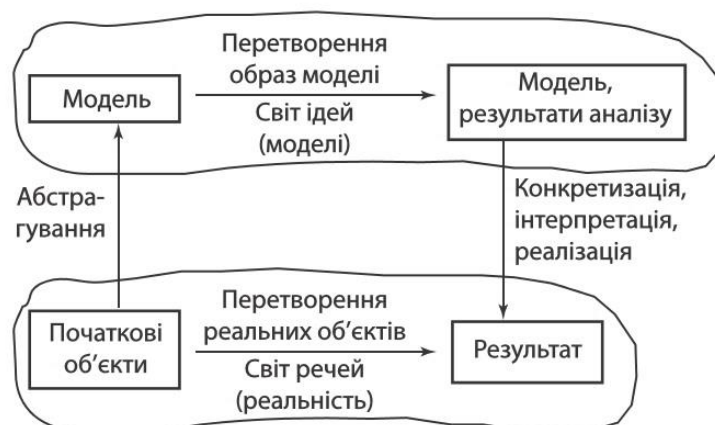 Перетворення
образ моделі
Модель
Світ ідей
(моделі)
Модель,
результати аналізу
Абстра-
гування
Конкретизація,
інтерпретація,
реалізація
Перетворення
реальних об’єктів
Початкові
об’єкти
Світ речей
(реальність)
Результат